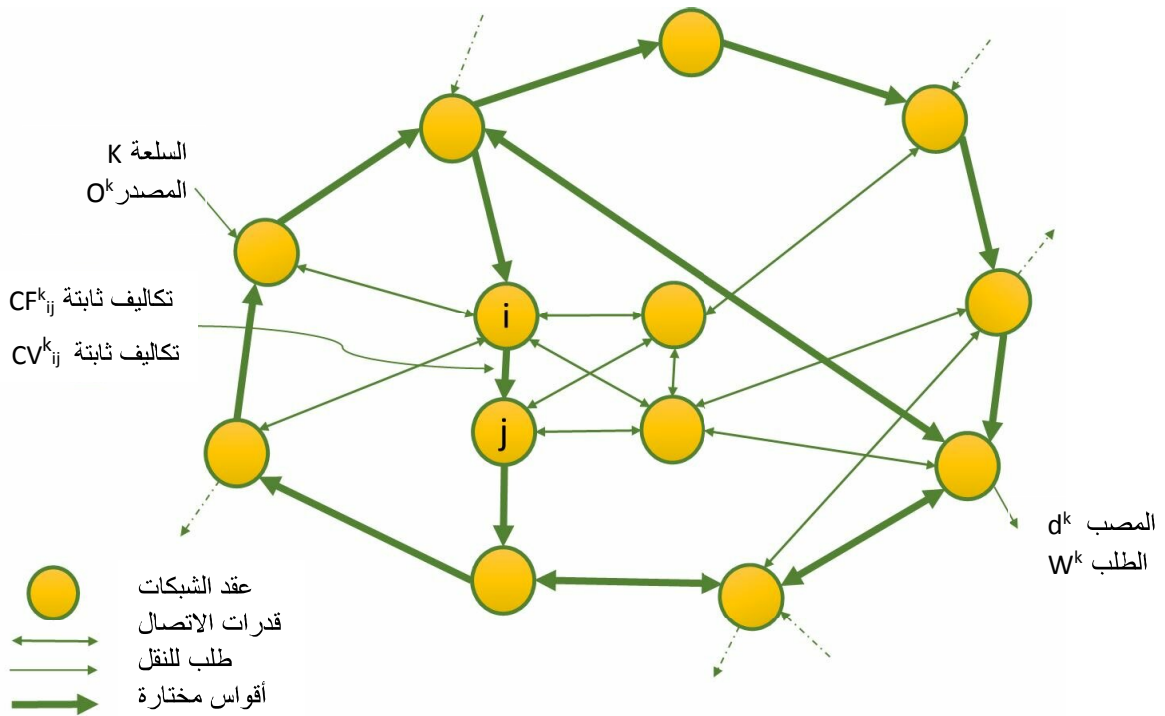 السلعة K
المصدر O^k
تكاليف ثابتة CF^k_ij
تكاليف ثابتة CV^k_ij
i
j
المصب d^k
الطلب W^k
عقد الشبكات
قدرات الاتصال
طلب للنقل
أقواس مختارة